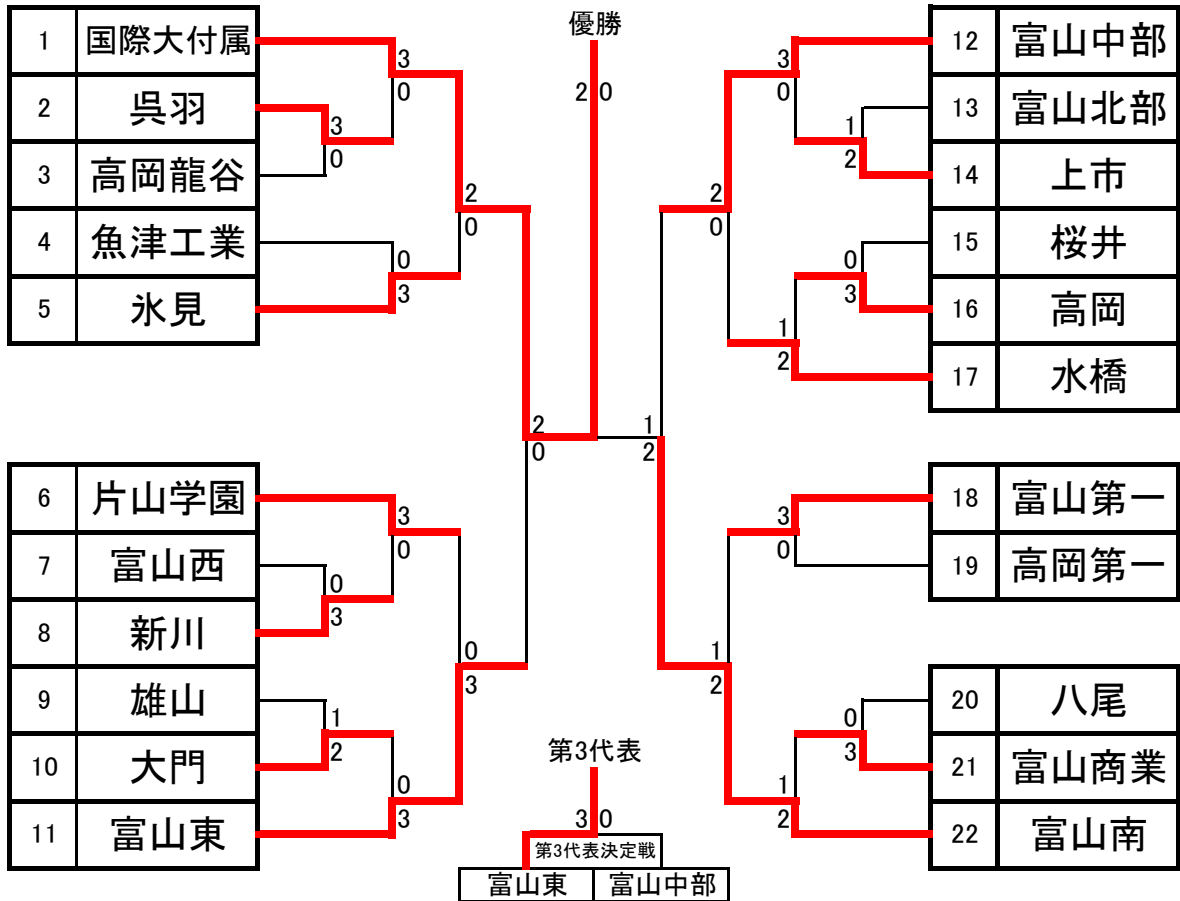 優勝
2 0
1 国際大付属
2 呉羽
3 高岡龍谷
4 魚津工業
5 氷見
3
0
3
0
2
0
0
3
12 富山中部
13 富山北部
14 上市
15 桜井
16 高岡
17 水橋
3
0
1
2
2
0
0
3
1
2
2
0
1
2
6 片山学園
7 富山西
8 新川
9 雄山
10 大門
11 富山東
3
0
0
3
0
3
1
2
0
3
18 富山第一
19 高岡第一
20 八尾
21 富山商業
22 富山南
3
0
1
2
0
3
1
2
第3代表
3 0
第3代表決定戦
富山東 富山中部